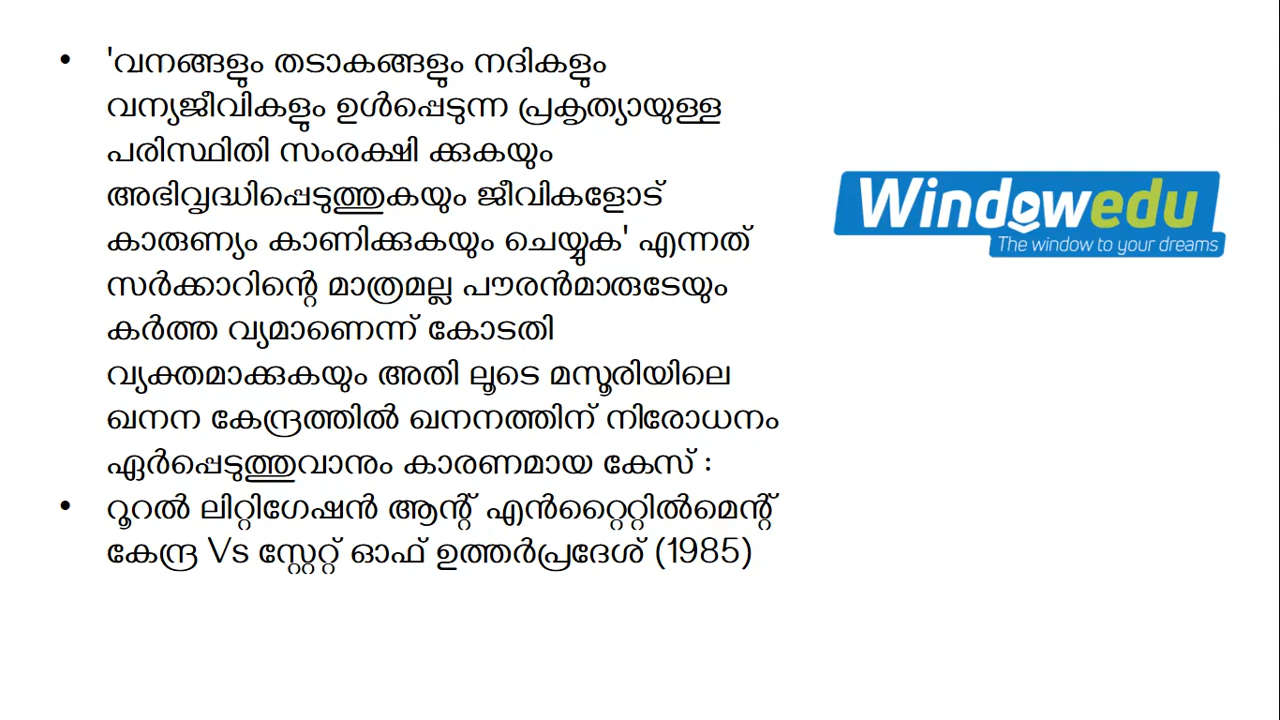 • 'വനങ്ങളും തടാകങ്ങളും നദികളും
വന്യജീവികളും ഉൾപ്പെടുന്ന പ്രകൃത്യായുള്ള
പരിസ്ഥിതി സംരക്ഷി ക്കുകയും
അഭിവൃദ്ധിപ്പെടുത്തുകയും ജീവികളോട്
കാരുണ്യം കാണിക്കുകയും ചെയ്യുക' എന്നത്
സർക്കാറിന്റെ മാത്രമല്ല പൗരൻമാരുടേയും
കർത്ത വ്യമാണെന്ന് കോടതി
വ്യക്തമാക്കുകയും അതി ലൂടെ മസൂരിയിലെ
ഖനന കേന്ദ്രത്തിൽ ഖനനത്തിന് നിരോധനം
ഏർപ്പെടുത്തുവാനും കാരണമായ കേസ് :
• റൂറൽ ലിറ്റിഗേഷൻ ആന്റ് എൻറ്റൈറ്റിൽമെന്റ്
കേന്ദ്ര Vs സ്റ്റേറ്റ് ഓഫ് ഉത്തർപ്രദേശ് (1985)
Windowedu
The window to your dreams